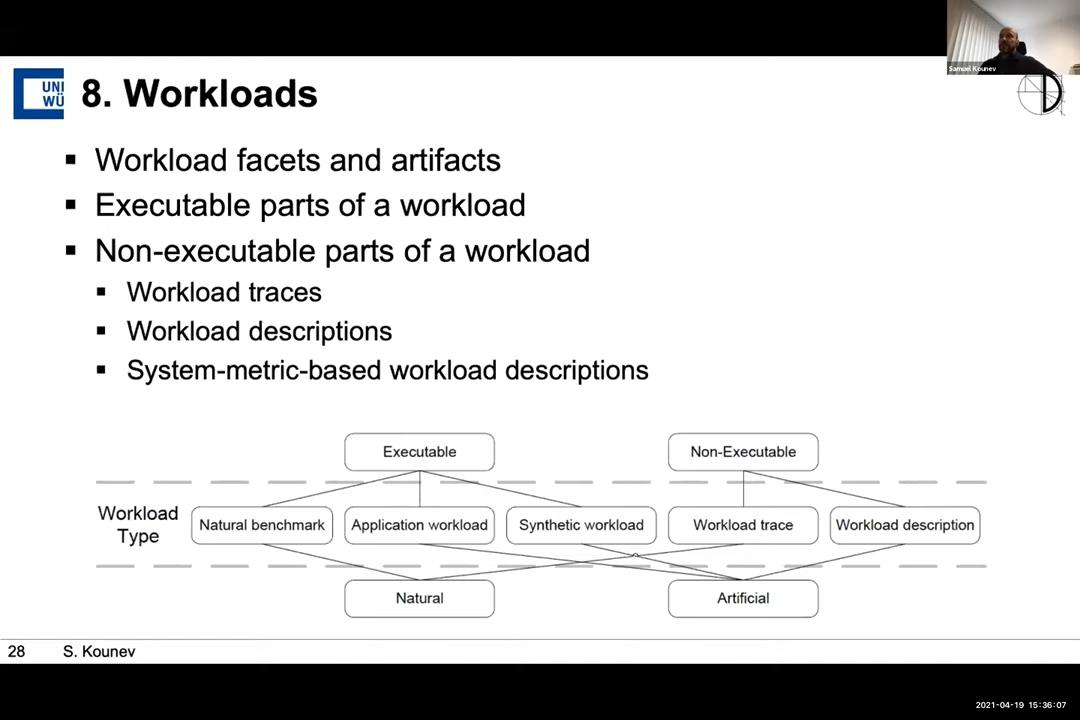 Samuel Kounev
UNI
WÜ
8. Workloads
Workload facets and artifacts
Executable parts of a workload
Non-executable parts of a workload
Workload traces
Workload descriptions
System-metric-based workload descriptions
Executable
Non-Executable
Workload
Type
Natural benchmark
Application workload
Synthetic workload
Workload trace
Workload description
Natural
Artificial
28
S. Kounev
2021-04-19 15:36:07